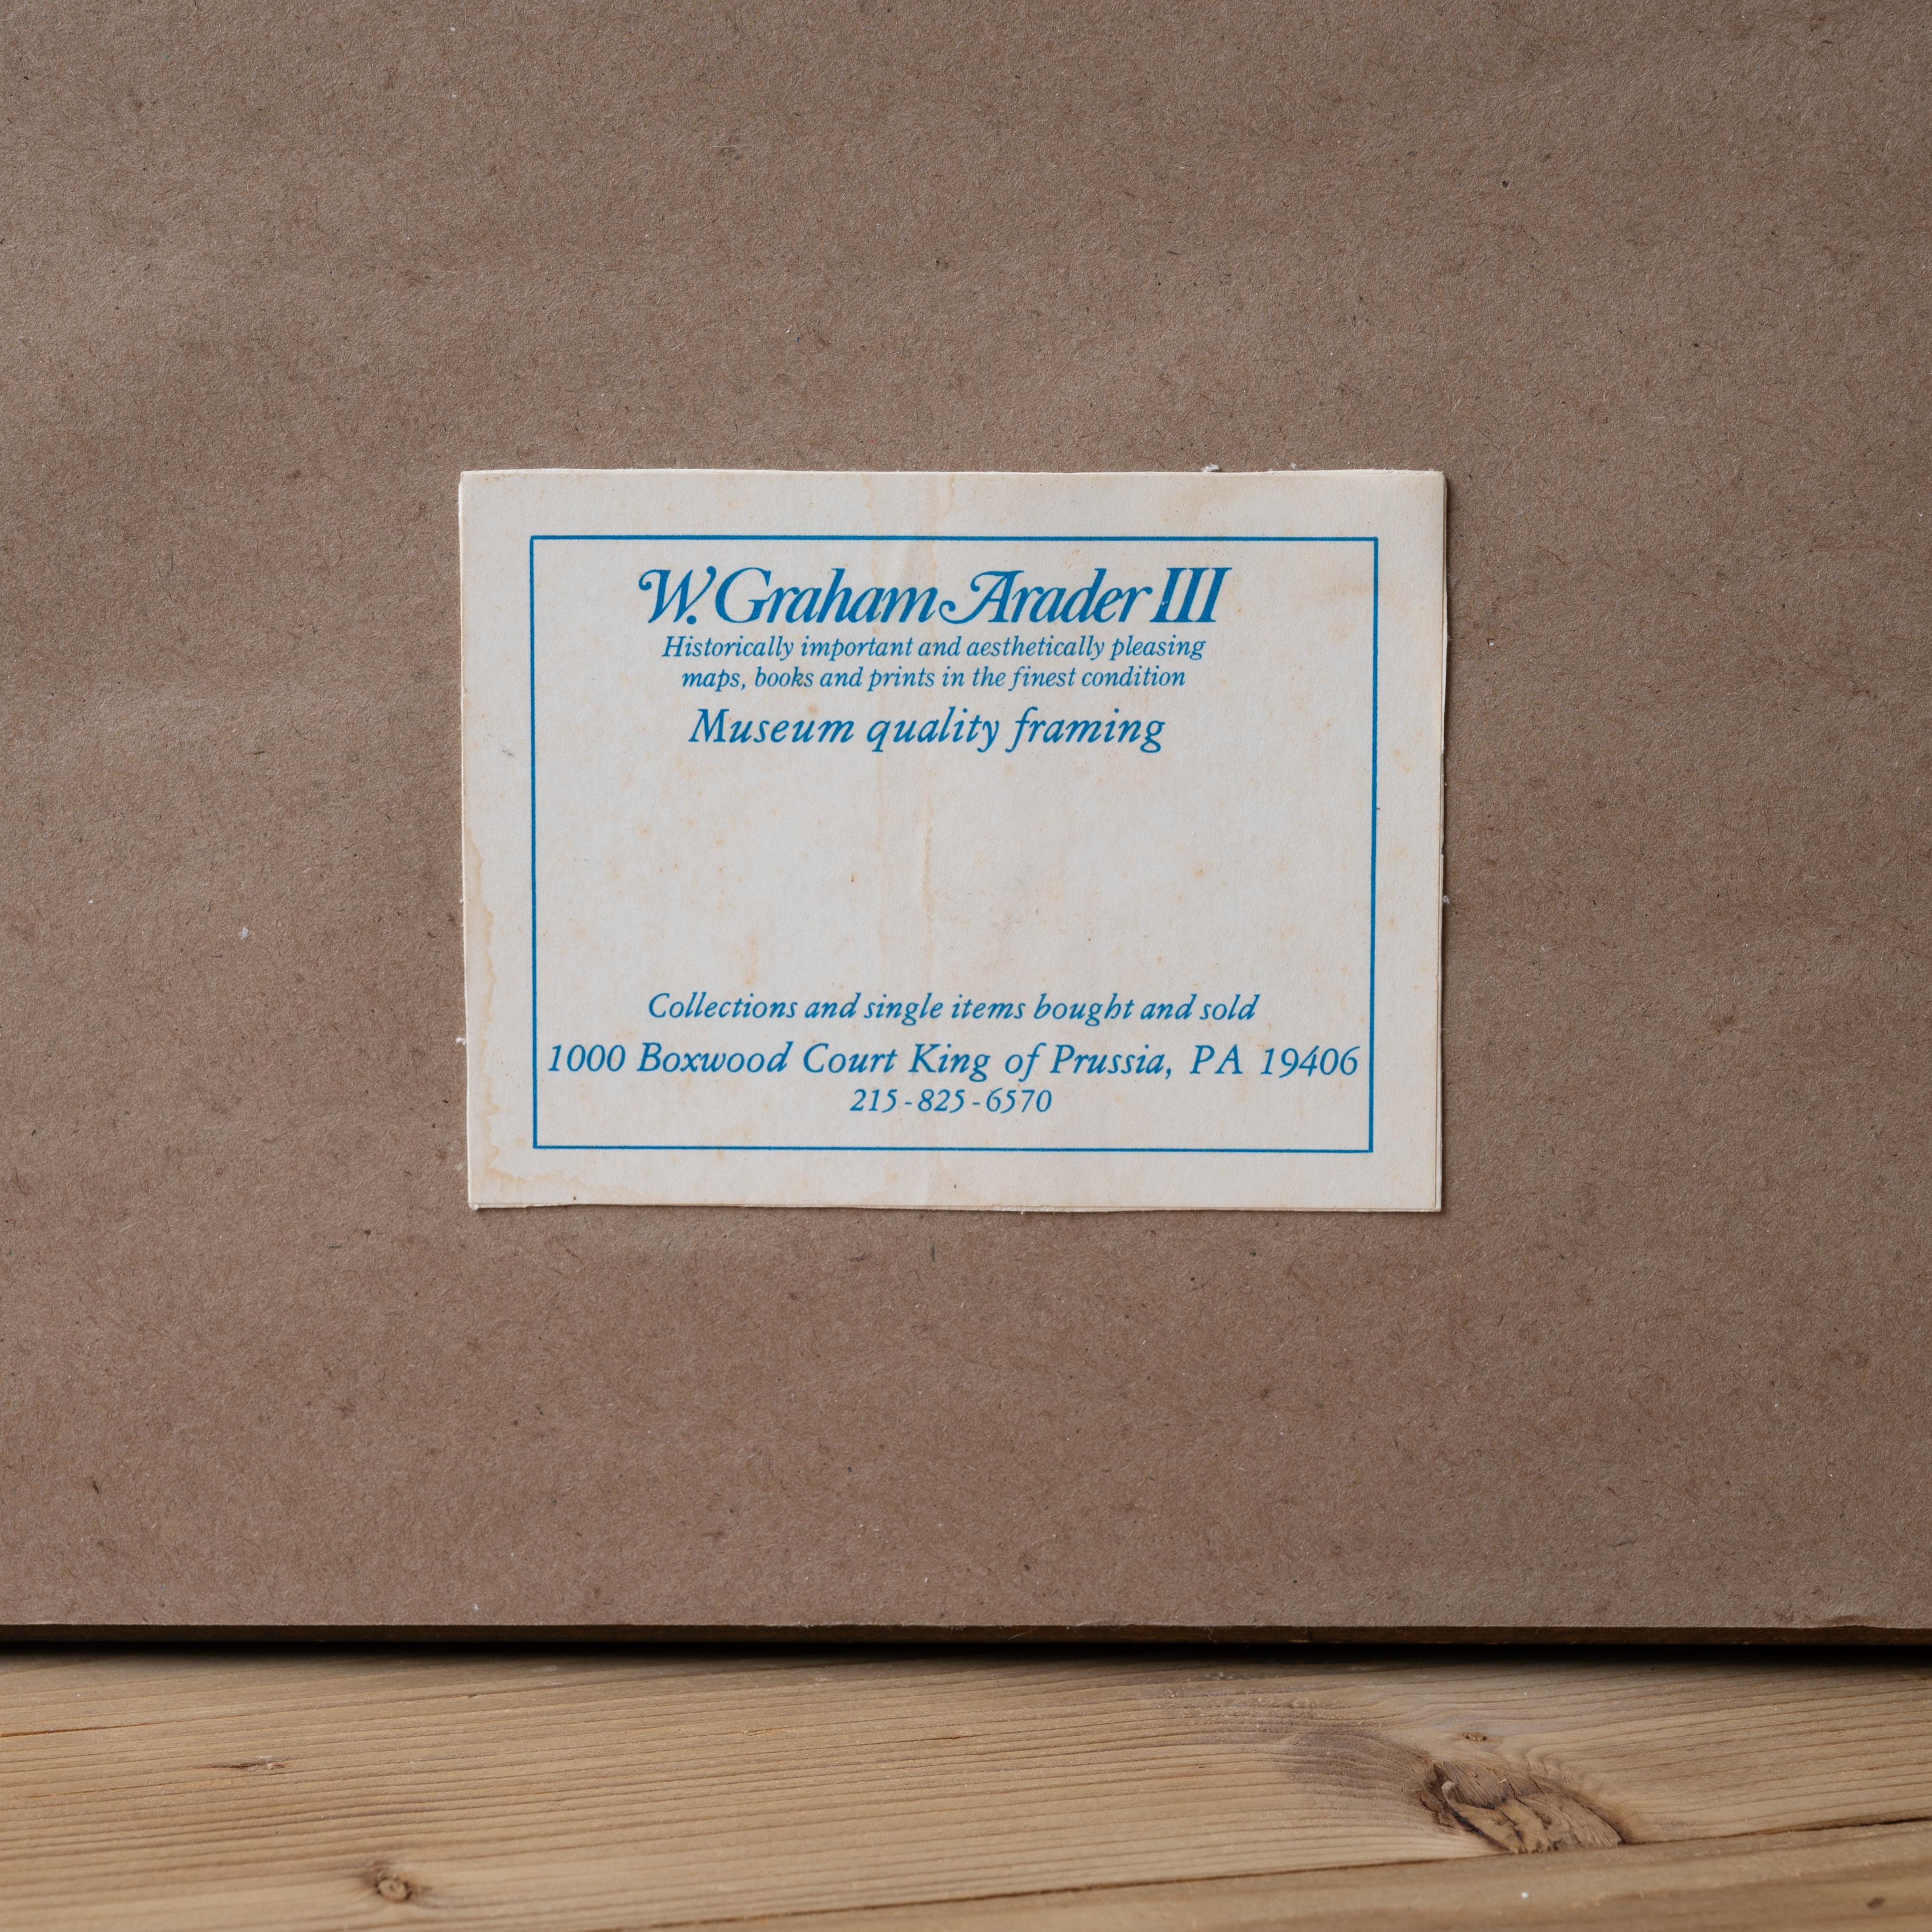 W. Graham Arader III
Historically important and aesthetically pleasing
maps, books and prints in the finest condition
Museum quality framing
Collections and single items bought and sold
1000 Boxwood Court King of Prussia, PA 19406
215-825-6570